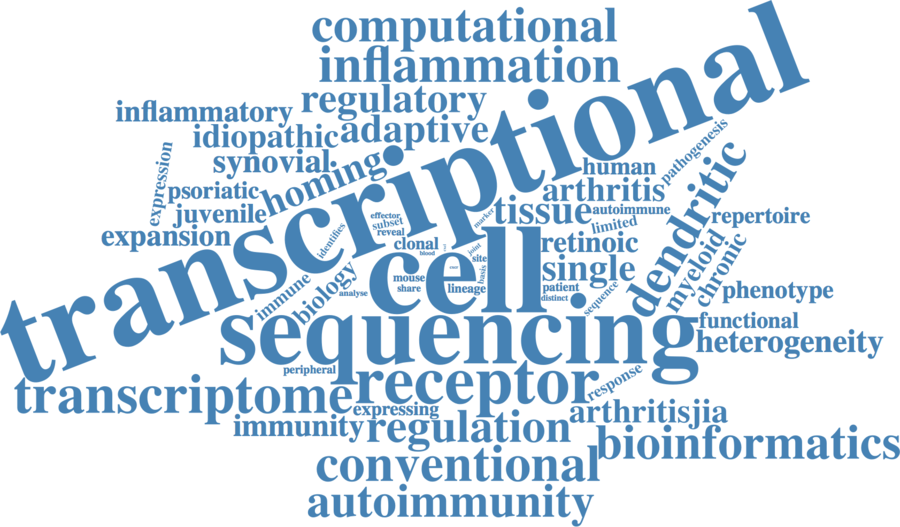 computational
inflammation
inflammatory
regulatory
idiopathic
adaptive
transcriptional
synovial
homing
expression
psoriatic
juvenile
expansion
pathogenesis
human
arthritis
dendritic
tissue
autoimmune
repertoire
marker
limited
effector
subset
reveal
identifies
clonal
blood
joint
site
retinoic
myeloid
chronic
cell
single
immune
biology
mouse
share
analyse
lineage
basis
patient
distinct
sequence
phenotype
sequencing
functional
heterogeneity
peripheral
transcriptome
receptor
response
expressing
arthritisjia
immunity
regulation
bioinformatics
conventional
autoimmunity